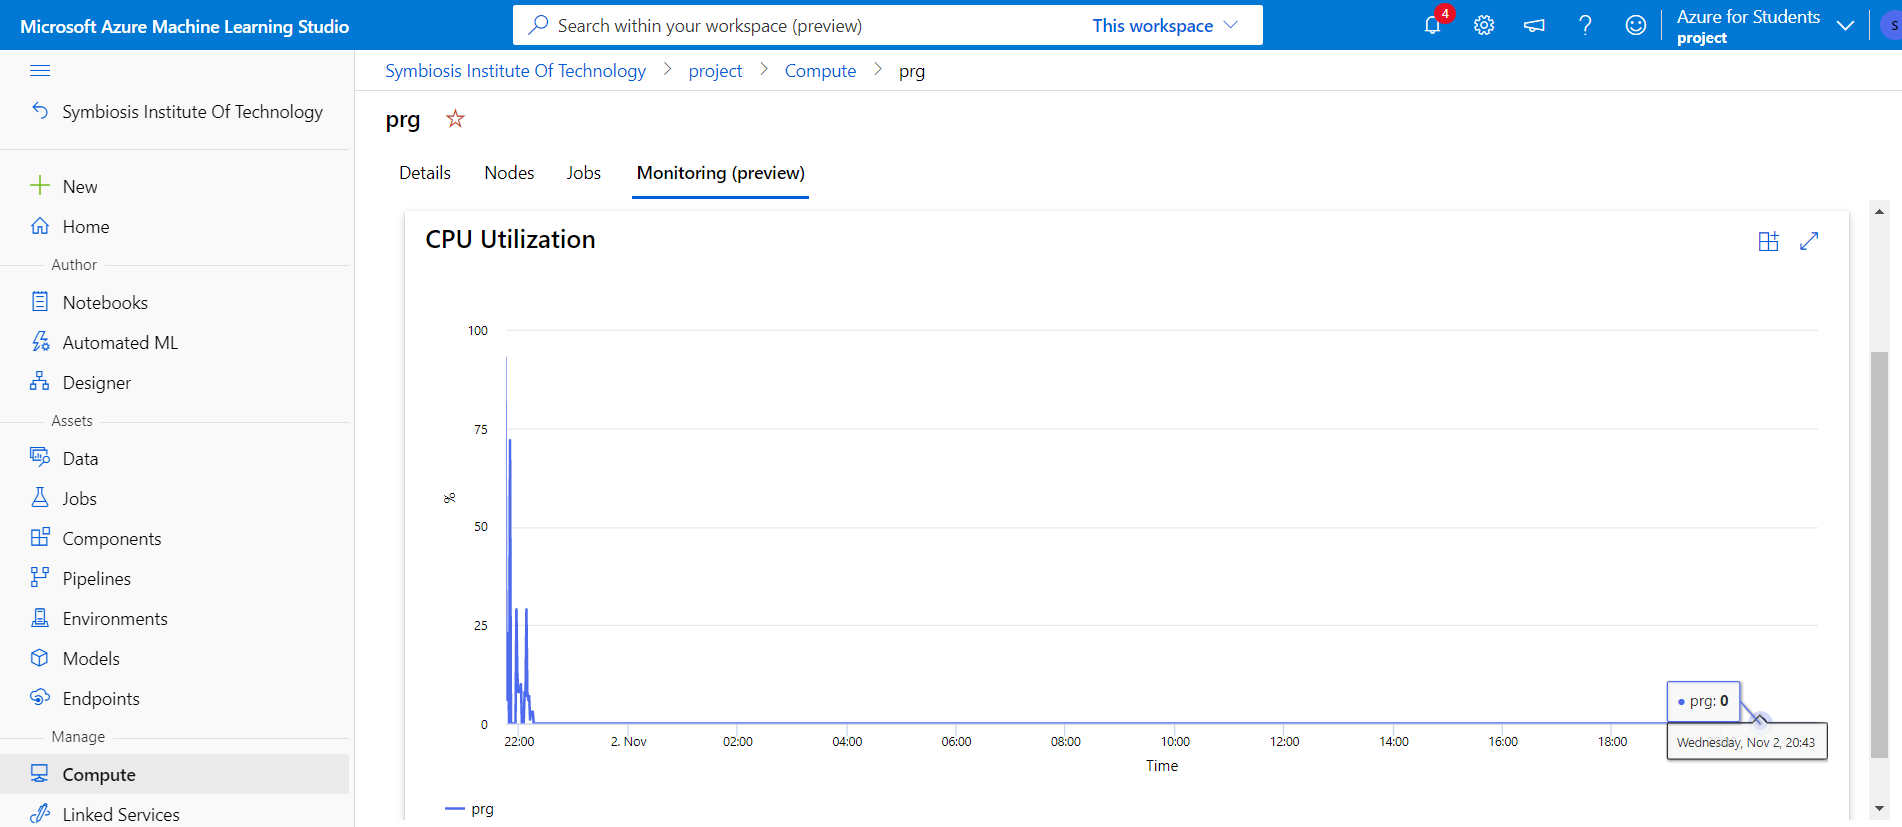 Microsoft Azure Machine Learning Studio
Search within your workspace (preview)
This workspace
4
Azure for Students
project
S
Symbiosis Institute Of Technology
New
Home
Author
Notebooks
Automated ML
Designer
Assets
Data
Jobs
Components
Pipelines
Environments
Models
Endpoints
Manage
Compute
Linked Services
Symbiosis Institute Of Technology > project > Compute > prg
prg
Details Nodes Jobs Monitoring (preview)
CPU Utilization
100
75
%
50
25
0
prg: 0
22:00 2. Nov 02:00 04:00 06:00 08:00 10:00 12:00 14:00 16:00 18:00
Wednesday, Nov 2, 20:43
Time
prg